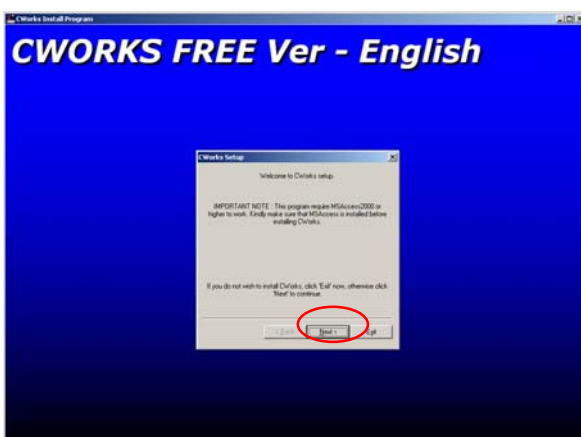 CWorks Install Program
CWORKS FREE Ver - English
CWorks Setup
Welcome to CWorks setup.
IMPORTANT NOTE : This program require MSAccess2000 or
higher to work. Kindly make sure that MSAccess is installed before
installing CWorks.
If you do not wish to install CWorks, click 'Exit' now, otherwise click
'Next' to continue.
< Back
Next >
Exit